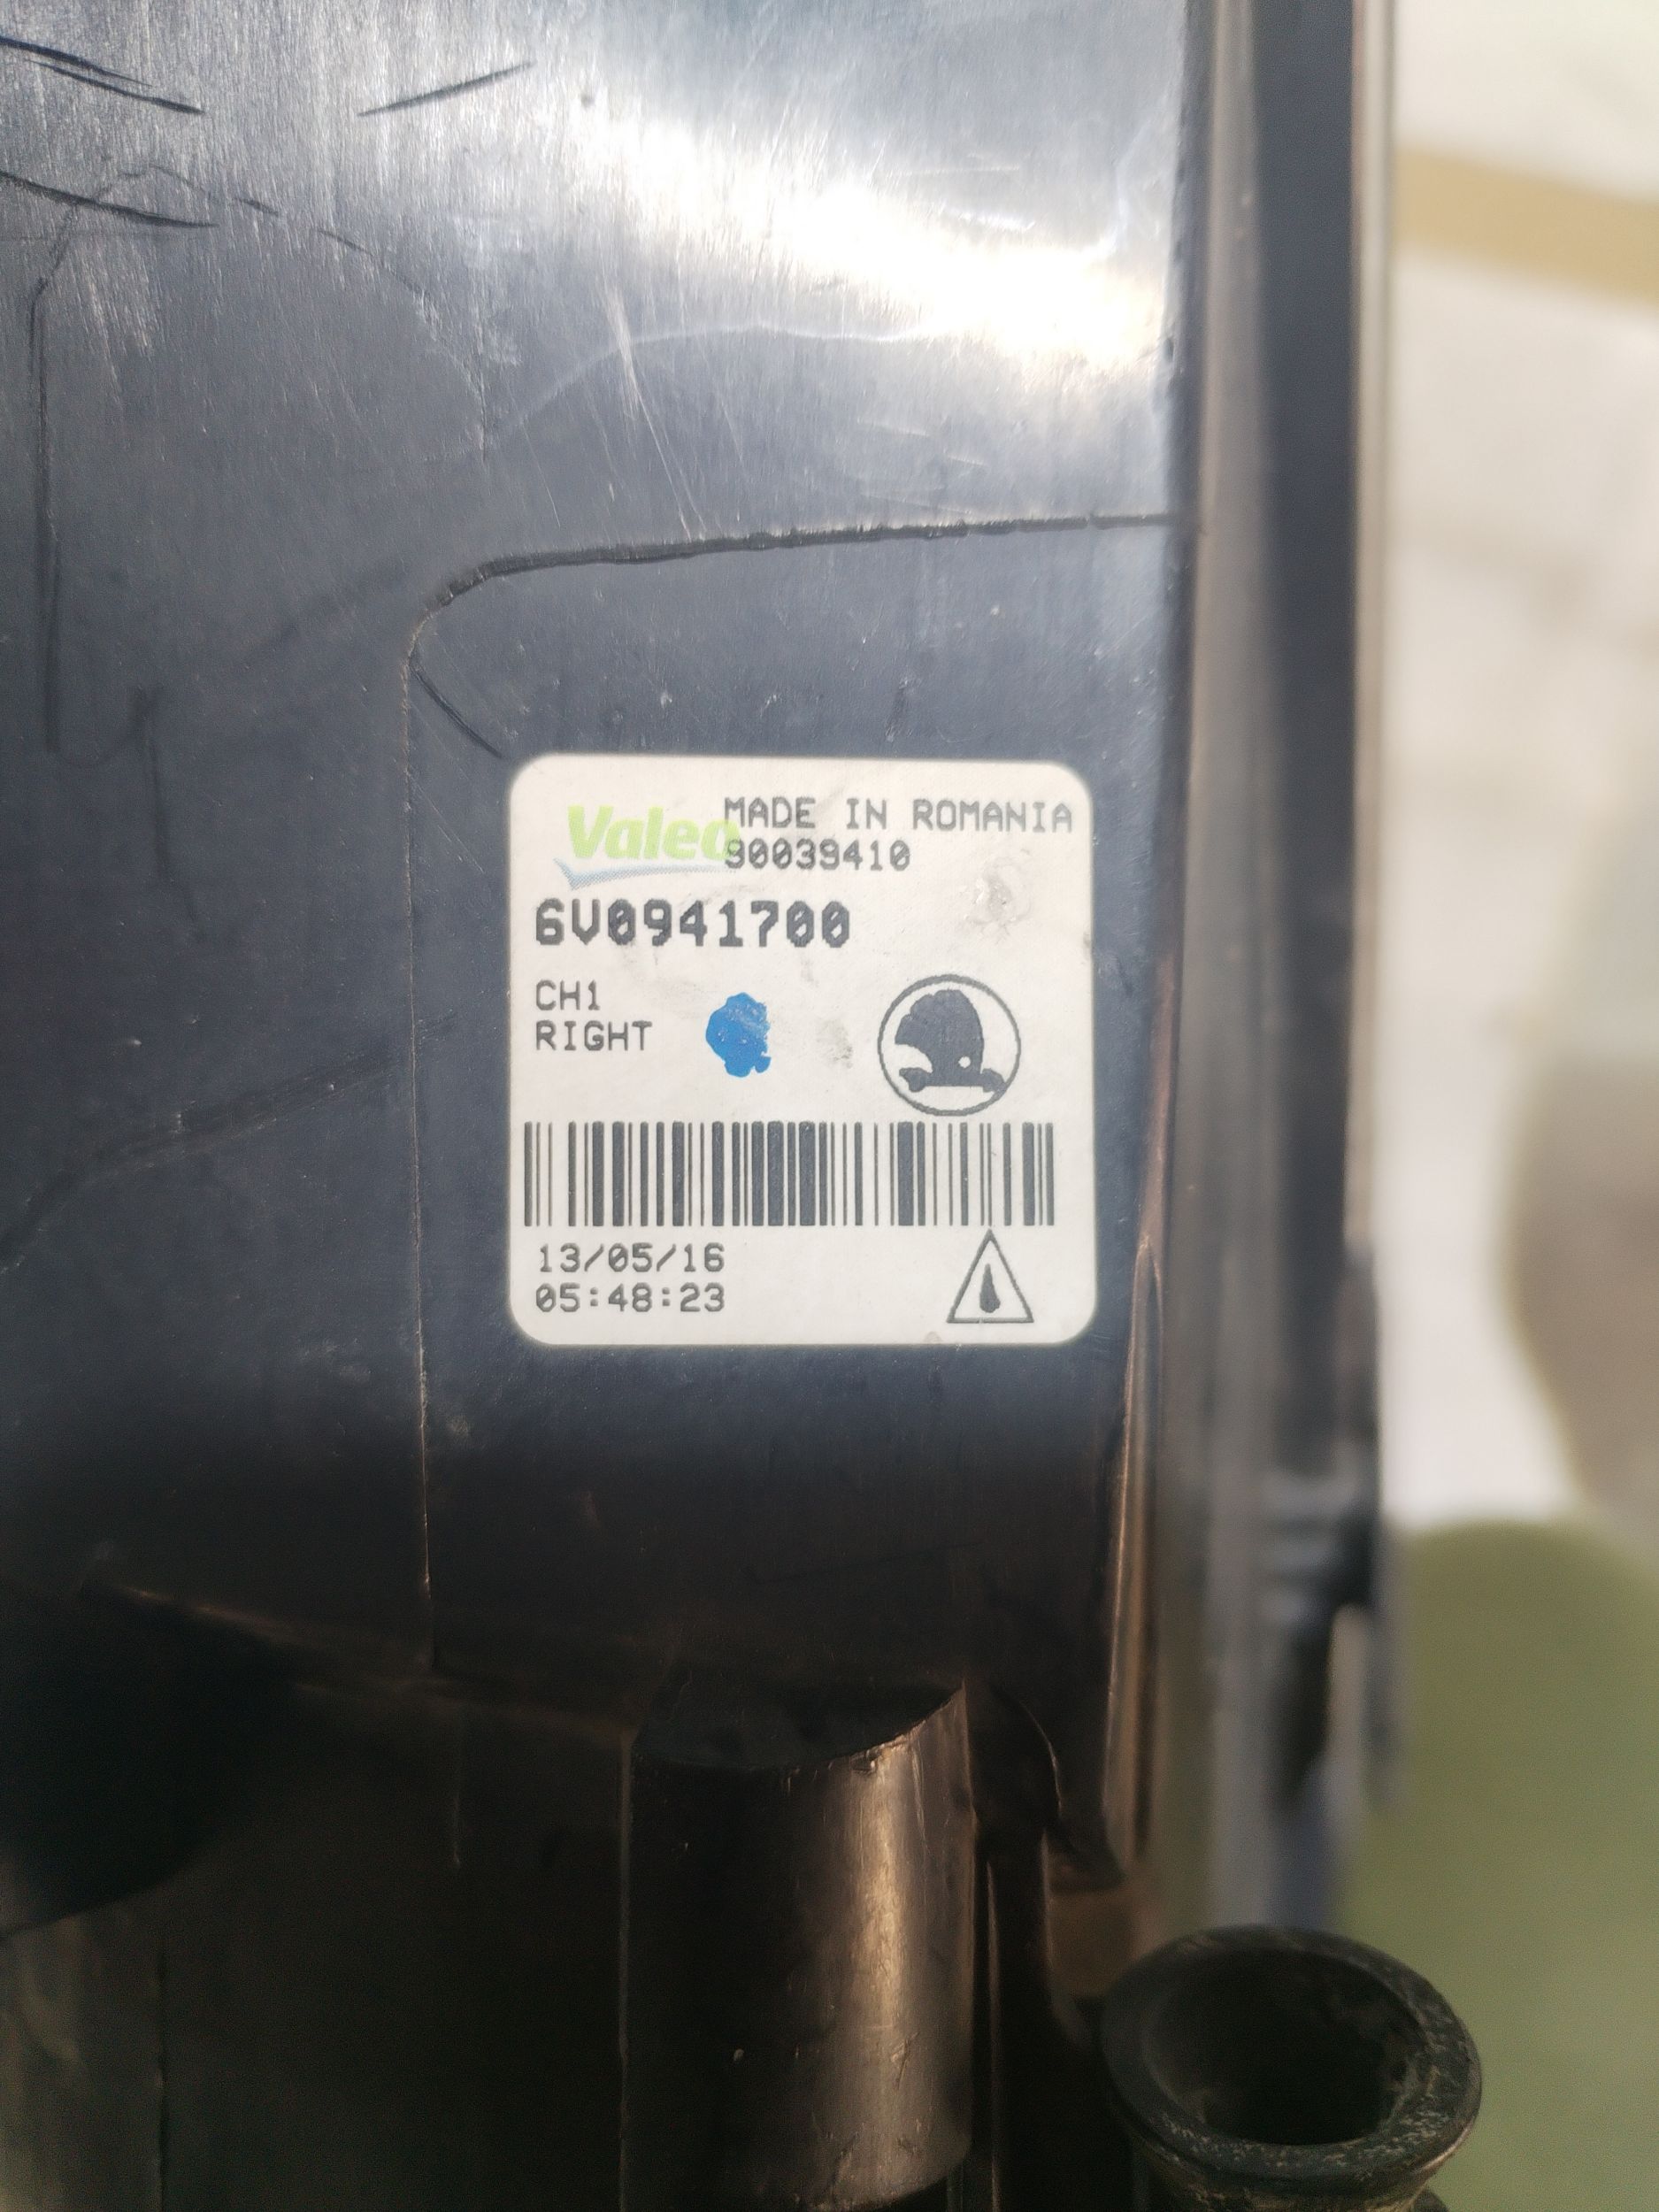 Valeo MADE IN ROMANIA
90039410
6V0941700
CH1
RIGHT
13/05/16
05:48:23